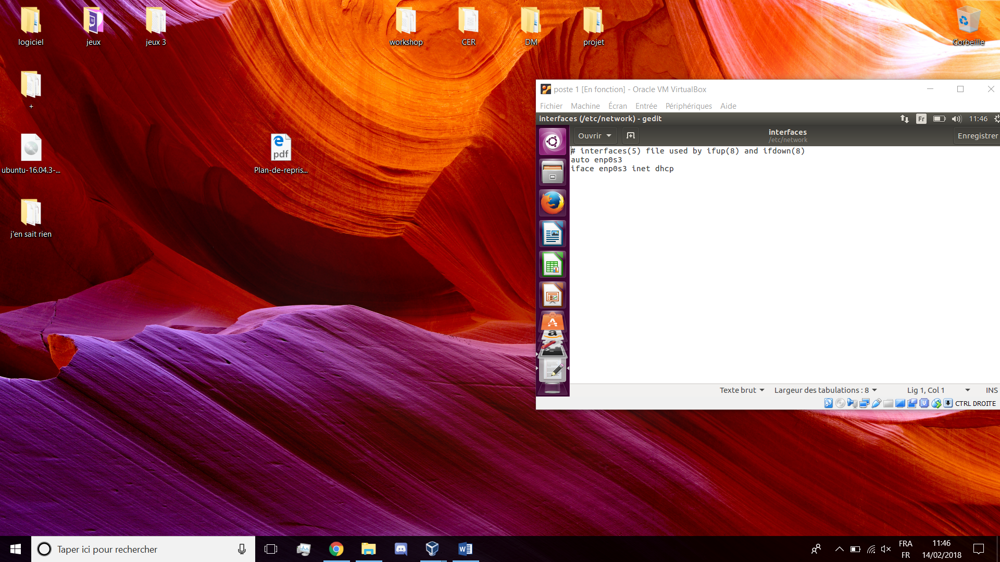 logiciel
jeux
jeux 3
workshop
CER
DM
projet
Corbeille
+
ubuntu-16.04.3-...
pdf
Plan-de-repris...
j'en sait rien
poste 1 [En fonction] - Oracle VM VirtualBox
Fichier Machine Écran Entrée Périphériques Aide
interfaces (/etc/network) - gedit
Fr
11:46
Ouvrir
interfaces
/etc/network
Enregistrer
# interfaces(5) file used by ifup(8) and ifdown(8)
auto enp0s3
iface enp0s3 inet dhcp
Texte brut
Largeur des tabulations : 8
Lig 1, Col 1
INS
CTRL DROITE
Taper ici pour rechercher
FRA
FR
11:46
14/02/2018